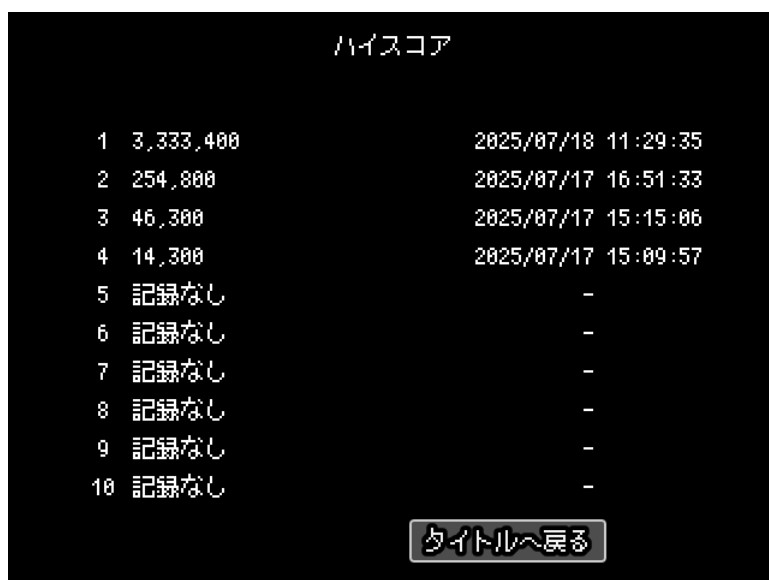 ハイスコア
1 3,333,400 2025/07/18 11:29:35
2 254,800 2025/07/17 16:51:33
3 46,300 2025/07/17 15:15:06
4 14,300 2025/07/17 15:09:57
5 記録なし -
6 記録なし -
7 記録なし -
8 記録なし -
9 記録なし -
10 記録なし -
タイトルへ戻る